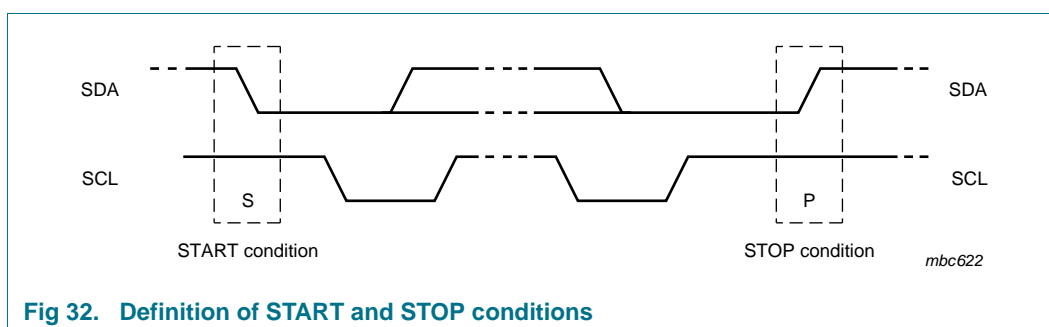 SDA
SDA
SCL
SCL
S
P
START condition
STOP condition
mbc622
Fig 32. Definition of START and STOP conditions